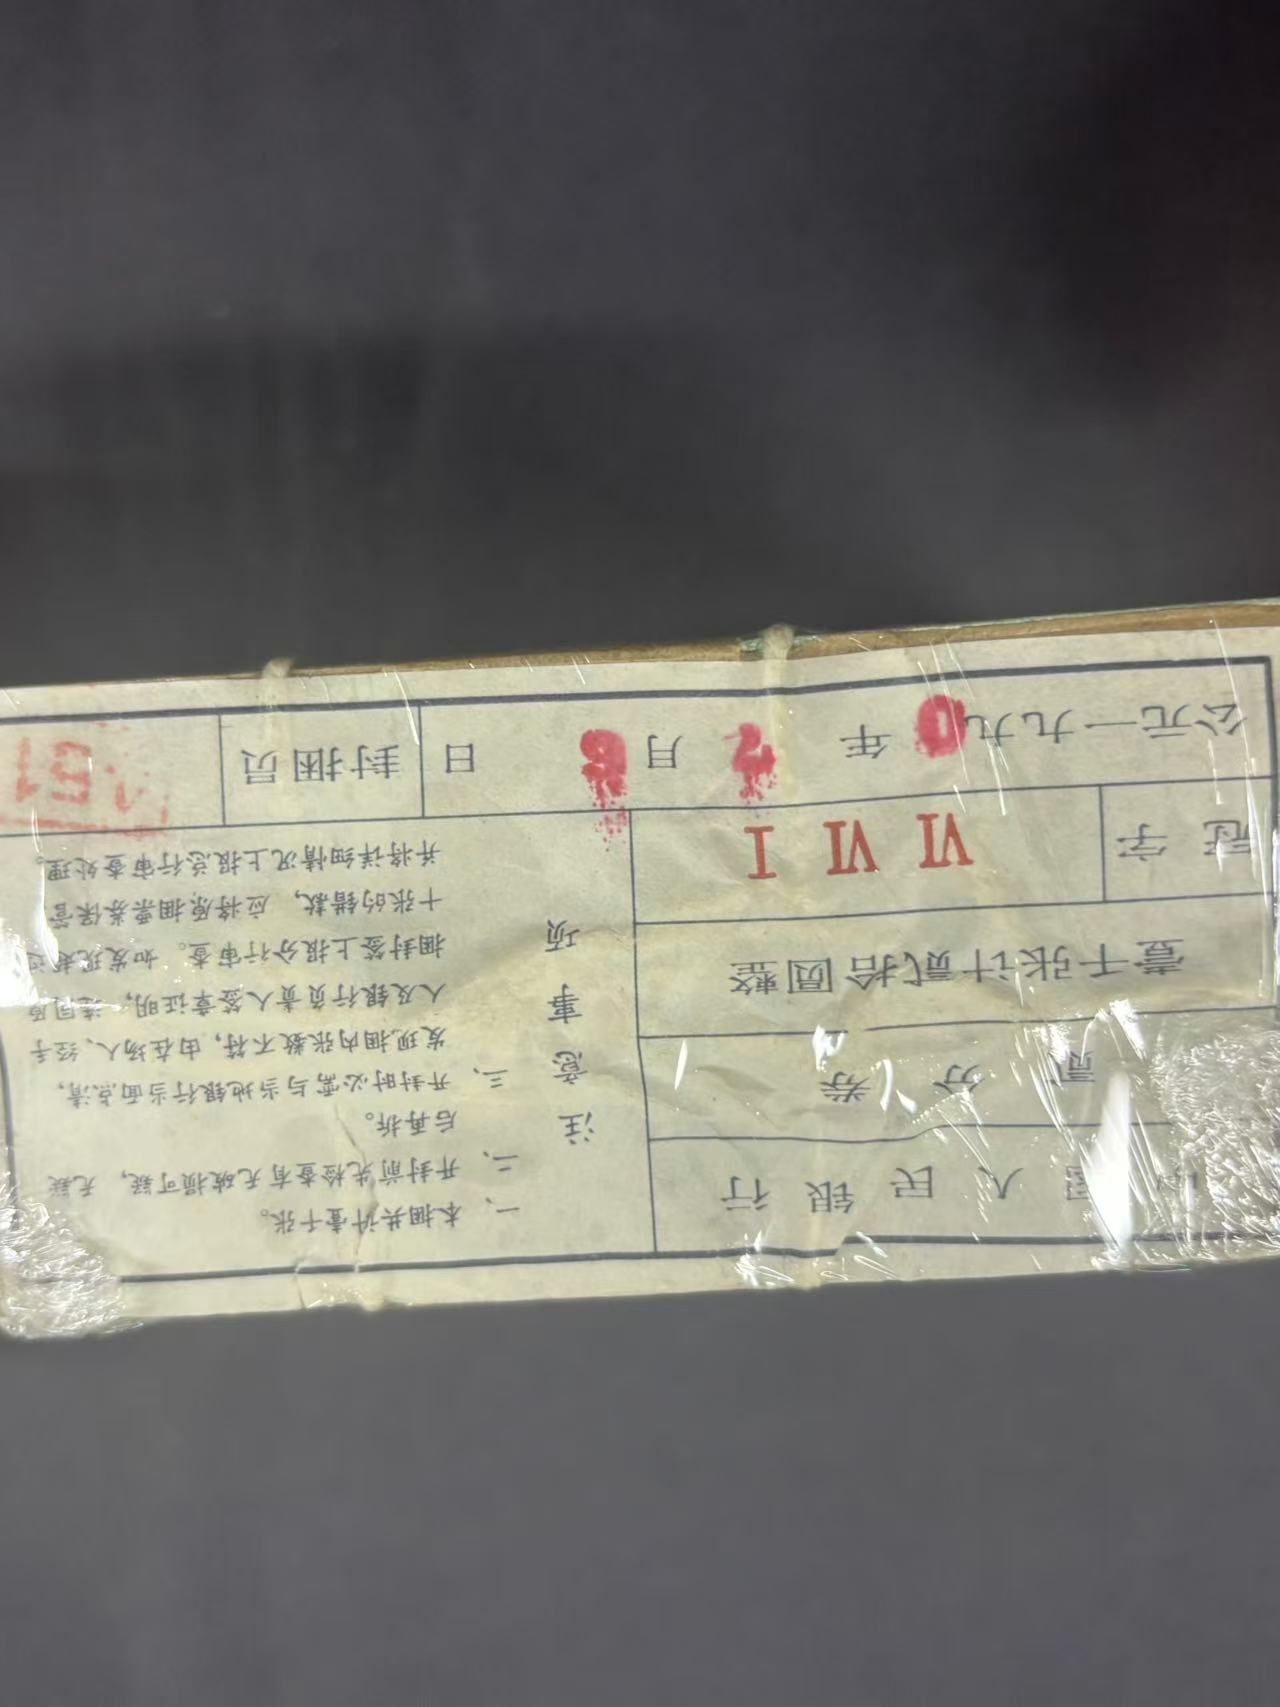 国人民银行
贰分券
壹千张计贰拾圆整
冠字 VI VI I
注意事项
一、本捆共计壹千张。
二、开封前先检查有无破损可疑，无疑
后再拆。
三、开封时必需与当地银行当面点清，
发现捆内张数不符，由在场人、经手
人及银行负责人签章证明，连同原
捆封签上报分行审查。如发现超过
十张的错款，应将原捆票券保管
并将详细情况上报总行审查处理。
公元一九九0年 2 月 日 封捆员